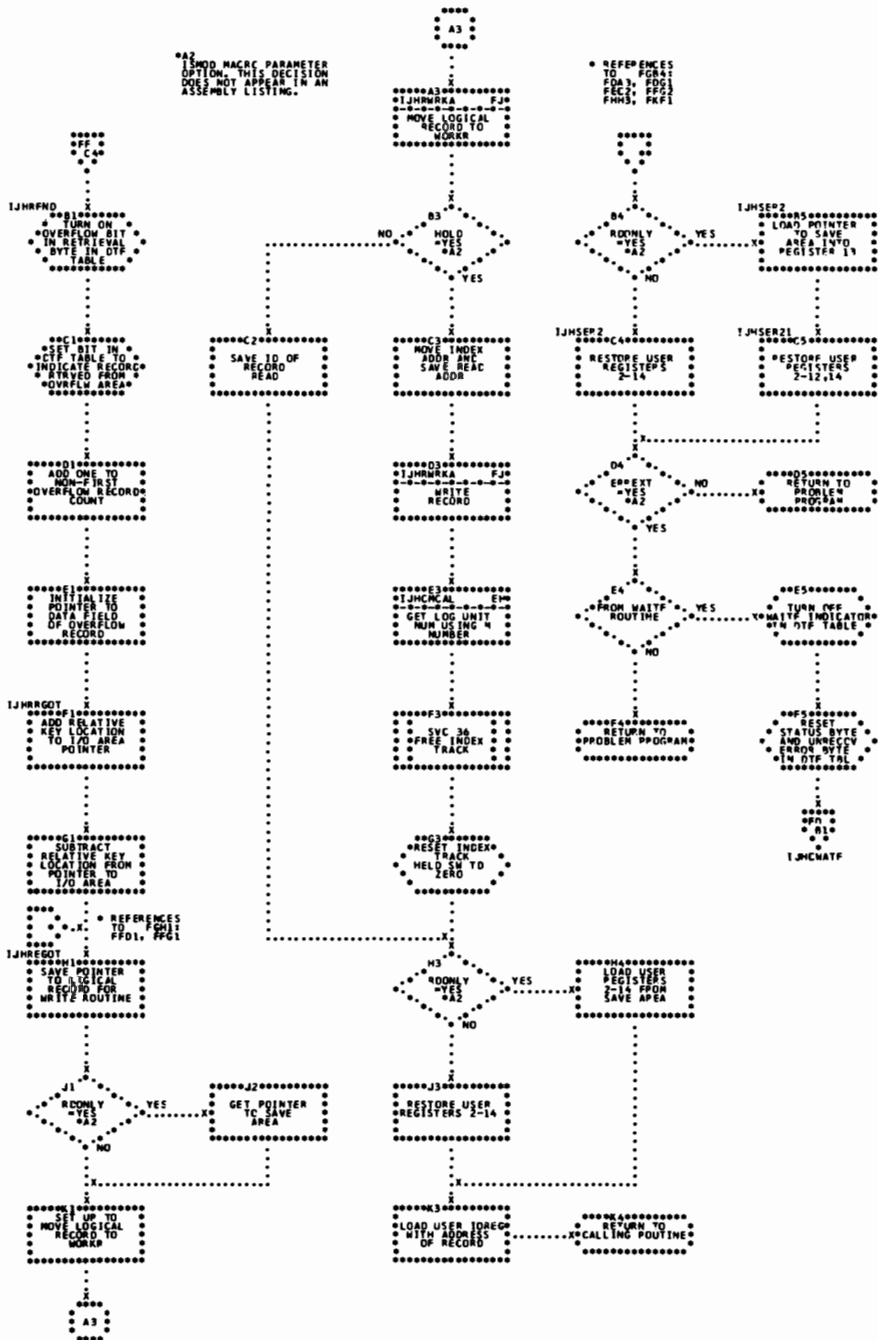 A3
*A2
ISMOD MACRC PARAMETER
OPTION. THIS DECISION
DOES NOT APPEAR IN AN
ASSEMBLY LISTING.
* REFERENCES
TO FGB4:
FDA3, FDG1
FEC2, FFG2
FHH3, FKF1
FF
C4
IJHRFND
B1
TURN ON
OVERFLOW BIT
IN RETRIEVAL
BYTE IN DTF
TABLE
C1
SET BIT IN
CTF TABLE TO
INDICATE RECORD
RTRVED FROM
OVRFLW AREA
D1
ADD ONE TO
NON-FIRST
OVERFLOW RECORD
COUNT
E1
INITIALIZE
POINTER TO
DATA FIELD
OF OVERFLOW
RECORD
IJHRRGOT
F1
ADD RELATIVE
KEY LOCATION
TO I/O AREA
POINTER
G1
SUBTRACT
RELATIVE KEY
LOCATION FROM
POINTER TO
I/O AREA
* REFERENCES
TO FGH1:
FFD1, FFG1
IJHREGOT
H1
SAVE POINTER
TO LOGICAL
RECORD FOR
WRITE ROUTINE
J1
RDONLY
=YES
*A2
YES
NO
J2
GET POINTER
TO SAVE
AREA
K1
SET UP TO
MOVE LOGICAL
RECORD TO
WORKR
A3
A3
IJHRWRKA FJ
MOVE LOGICAL
RECORD TO
WORKR
B3
HOLD
=YES
*A2
NO
YES
C2
SAVE ID OF
RECORD
READ
C3
MOVE INDEX
ADDR AND
SAVE READ
ADDR
D3
IJHRWRKA FJ
WRITE
RECORD
E3
IJHCMCAL EH
GET LOG UNIT
NUM USING M
NUMBER
F3
SVC 36
FREE INDEX
TRACK
G3
RESET INDEX
TRACK
HELD SW TO
ZERO
H3
RDONLY
=YES
*A2
YES
NO
H4
LOAD USER
REGISTERS
2-14 FROM
SAVE AREA
J3
RESTORE USER
REGISTERS 2-14
K3
LOAD USER IOREG
WITH ADDRESS
OF RECORD
K4
RETURN TO
CALLING ROUTINE
B4
RDONLY
=YES
*A2
YES
NO
IJHSER2
B5
LOAD POINTER
TO SAVE
AREA INTO
REGISTER 13
IJHSER2
C4
RESTORE USER
REGISTERS
2-14
IJHSER21
C5
RESTORE USER
REGISTERS
2-12,14
D4
ERREXT
=YES
*A2
NO
YES
D5
RETURN TO
PROBLEM
PROGRAM
E4
FROM WAITF
ROUTINE
YES
NO
E5
TURN OFF
WAITF INDICATOR
IN DTF TABLE
F4
RETURN TO
PROBLEM PROGRAM
F5
RESET
STATUS BYTE
AND UNRECOV
ERROR BYTE
IN DTF TBL
B1
IJHCWATF